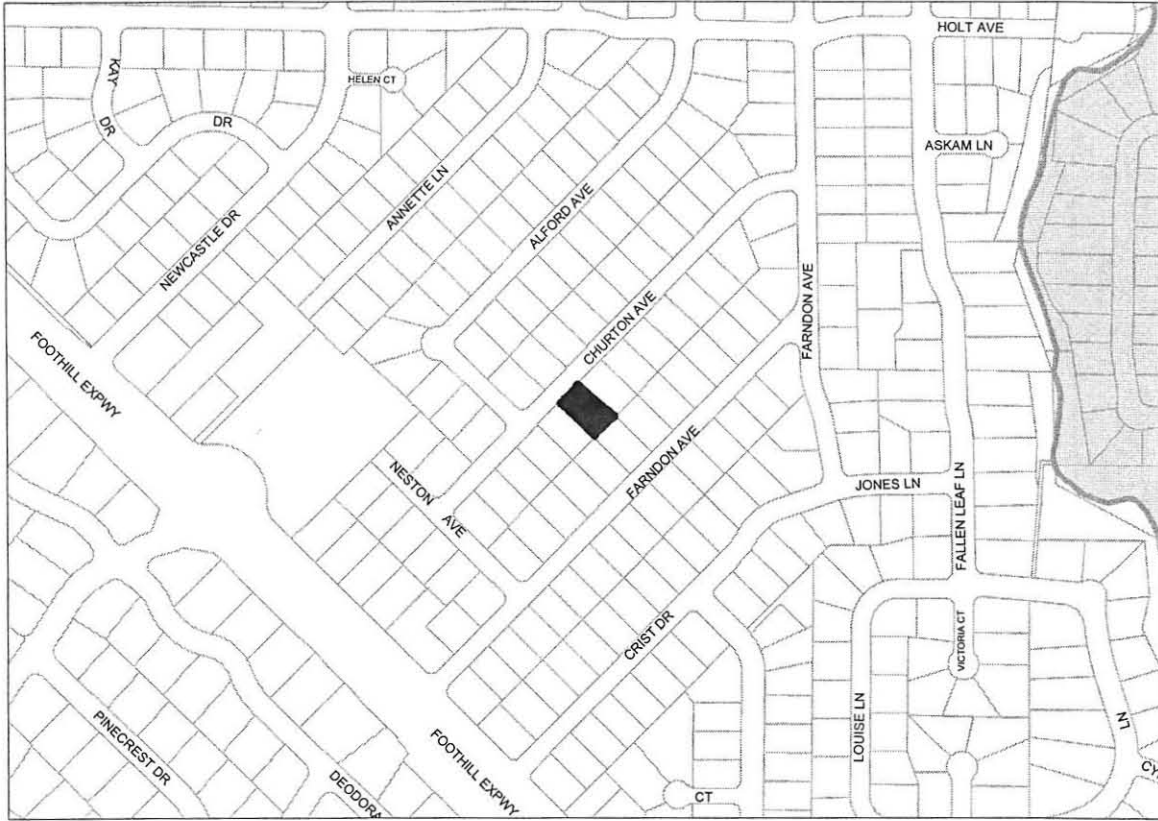 HOLT AVE
KAY
DR
HELEN CT
DR
ASKAM LN
ANNETTE LN
ALFORD AVE
NEWCASTLE DR
CHURTON AVE
FARNDON AVE
FOOTHILL EXPWY
FARNDON AVE
NESTON AVE
JONES LN
FALLEN LEAF LN
CRIST DR
VICTORIA CT
LOUISE LN
LN
PINECREST DR
DEODORA
FOOTHILL EXPWY
CT
CY